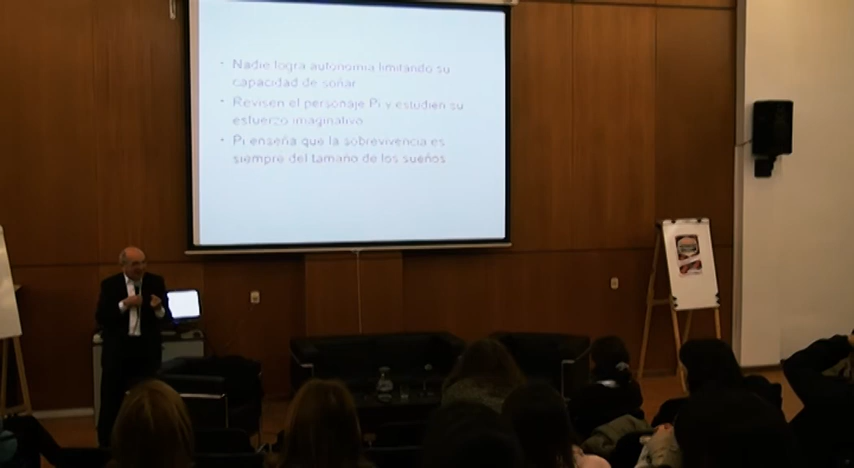 · Nadie logra autonomía limitando su
capacidad de soñar
· Revisen el personaje Pi y estudien su
esfuerzo imaginativo
· Pi enseña que la sobrevivencia es
siempre del tamaño de los sueños